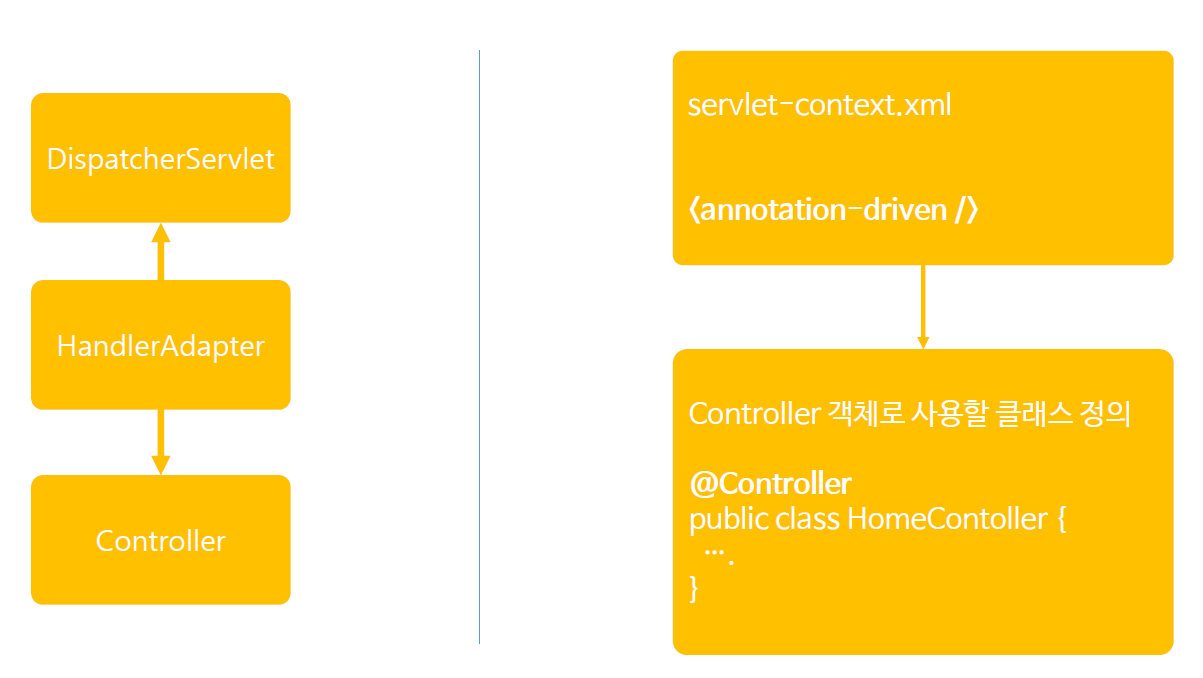 DispatcherServlet
HandlerAdapter
Controller
servlet-context.xml
<annotation-driven />
Controller 객체로 사용할 클래스 정의
@Controller
public class HomeContoller {
….
}